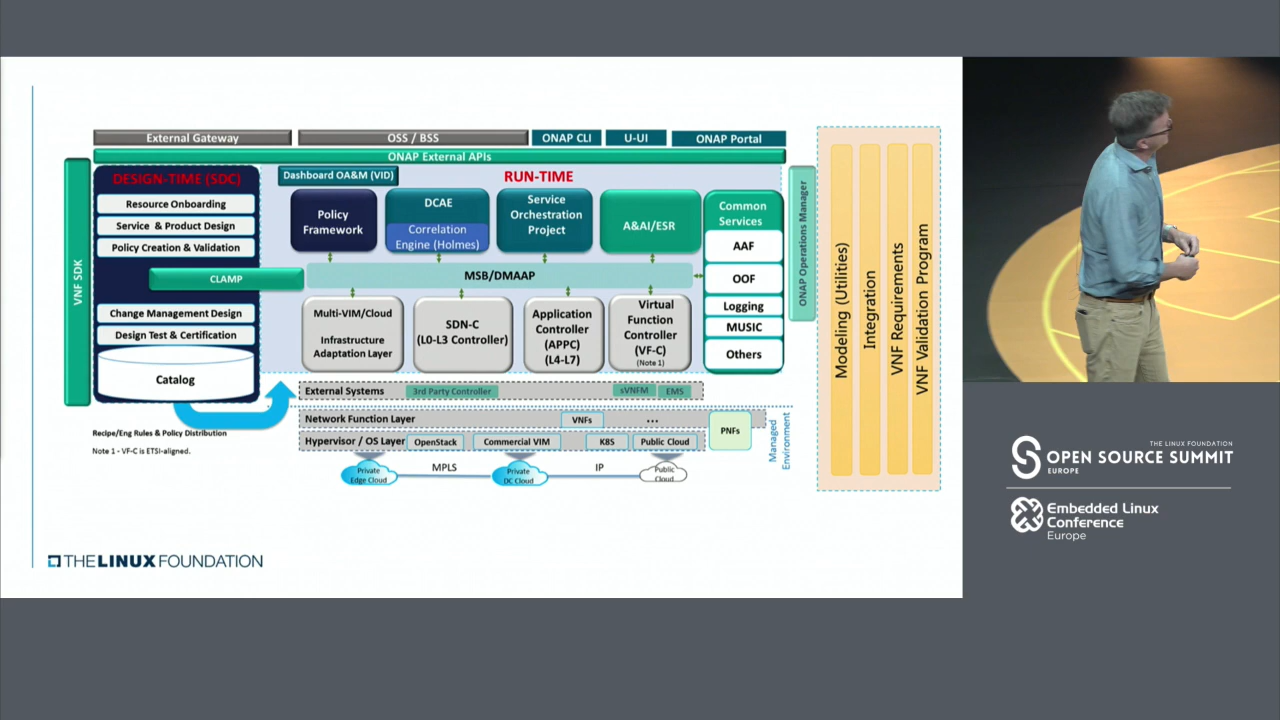 External Gateway
OSS / BSS
ONAP CLI
U-UI
ONAP Portal
ONAP External APIs
VNF SDK
DESIGN-TIME (SDC)
Resource Onboarding
Service & Product Design
Policy Creation & Validation
CLAMP
Change Management Design
Design Test & Certification
Catalog
Recipe/Eng Rules & Policy Distribution
Note 1 - VF-C is ETSI-aligned.
Dashboard OA&M (VID)
RUN-TIME
Policy
Framework
DCAE
Correlation
Engine (Holmes)
Service
Orchestration
Project
A&AI/ESR
MSB/DMAAP
Multi-VIM/Cloud
Infrastructure
Adaptation Layer
SDN-C
(L0-L3 Controller)
Application
Controller
(APPC)
(L4-L7)
Virtual
Function
Controller
(VF-C)
(Note 1)
Common
Services
AAF
OOF
Logging
MUSIC
Others
External Systems
3rd Party Controller
sVNFM
EMS
Network Function Layer
VNFs
...
Hypervisor / OS Layer
OpenStack
Commercial VIM
K8S
Public Cloud
PNFs
Managed
Environment
Private
Edge Cloud
MPLS
Private
DC Cloud
IP
Public
Cloud
ONAP Operations Manager
Modeling (Utilities)
Integration
VNF Requirements
VNF Validation Program
THE LINUX FOUNDATION
THE LINUX FOUNDATION
OPEN SOURCE SUMMIT
EUROPE
Embedded Linux
Conference
Europe